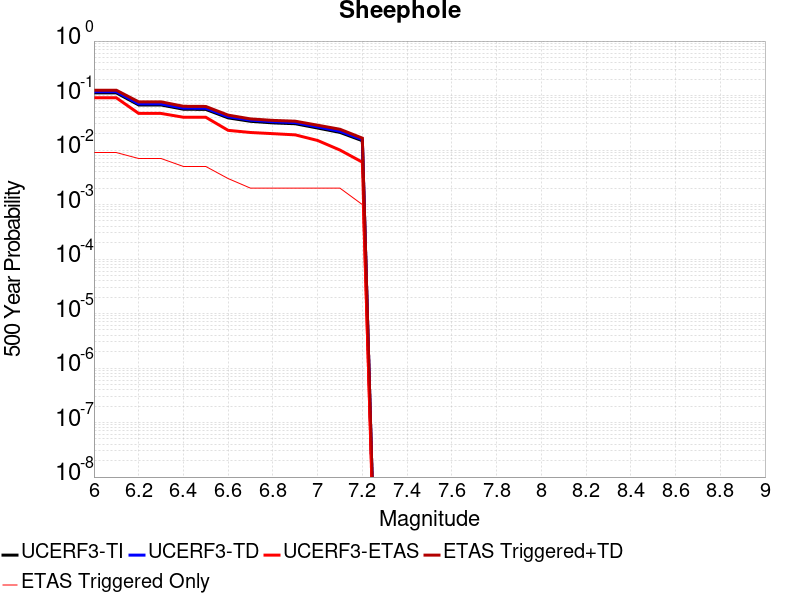 Sheephole
10^0
10^-1
10^-2
10^-3
10^-4
10^-5
10^-6
10^-7
10^-8
500 Year Probability
6 6.2 6.4 6.6 6.8 7 7.2 7.4 7.6 7.8 8 8.2 8.4 8.6 8.8 9
Magnitude
UCERF3-TI UCERF3-TD UCERF3-ETAS ETAS Triggered+TD
ETAS Triggered Only